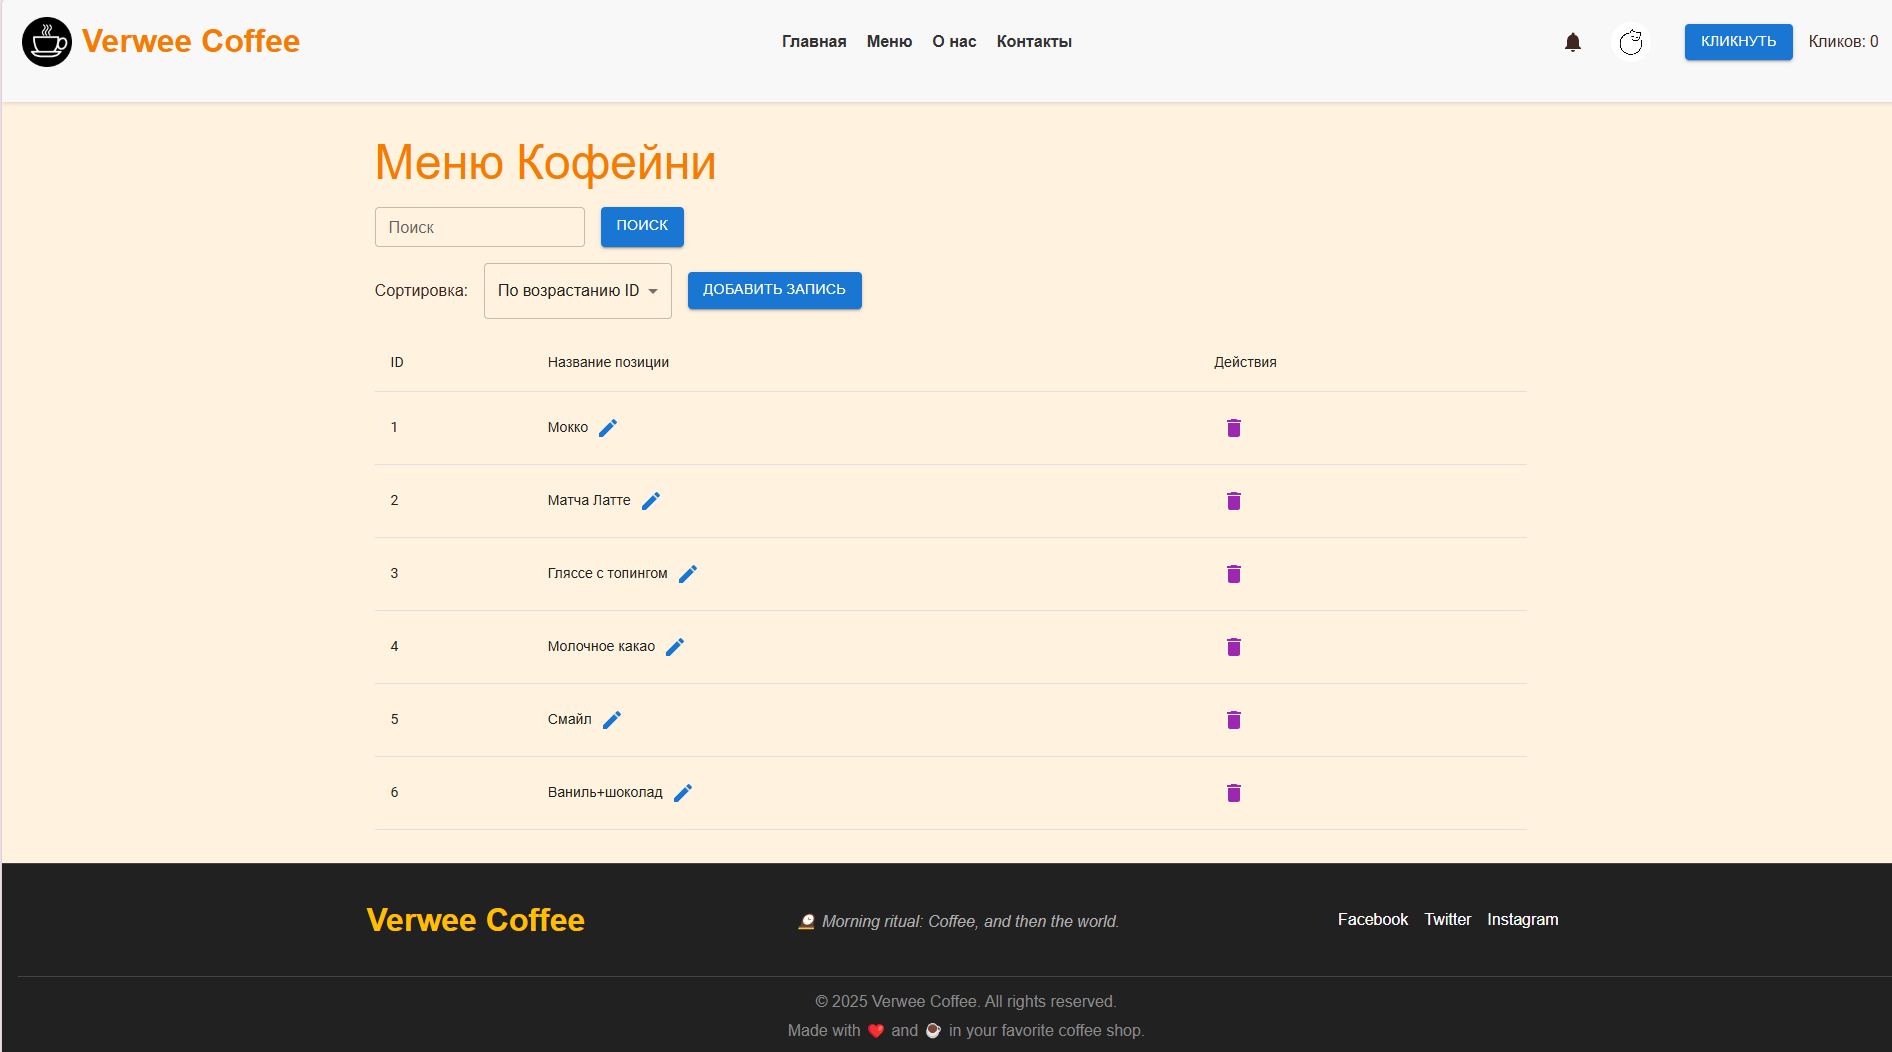 Verwee Coffee
Главная Меню О нас Контакты
КЛИКНУТЬ Кликов: 0
Меню Кофейни
Поиск ПОИСК
Сортировка: По возрастанию ID ДОБАВИТЬ ЗАПИСЬ
ID Название позиции Действия
1 Мокко
2 Матча Латте
3 Гляссе с топингом
4 Молочное какао
5 Смайл
6 Ваниль+шоколад
Verwee Coffee
Morning ritual: Coffee, and then the world.
Facebook Twitter Instagram
© 2025 Verwee Coffee. All rights reserved.
Made with ❤️ and ☕ in your favorite coffee shop.